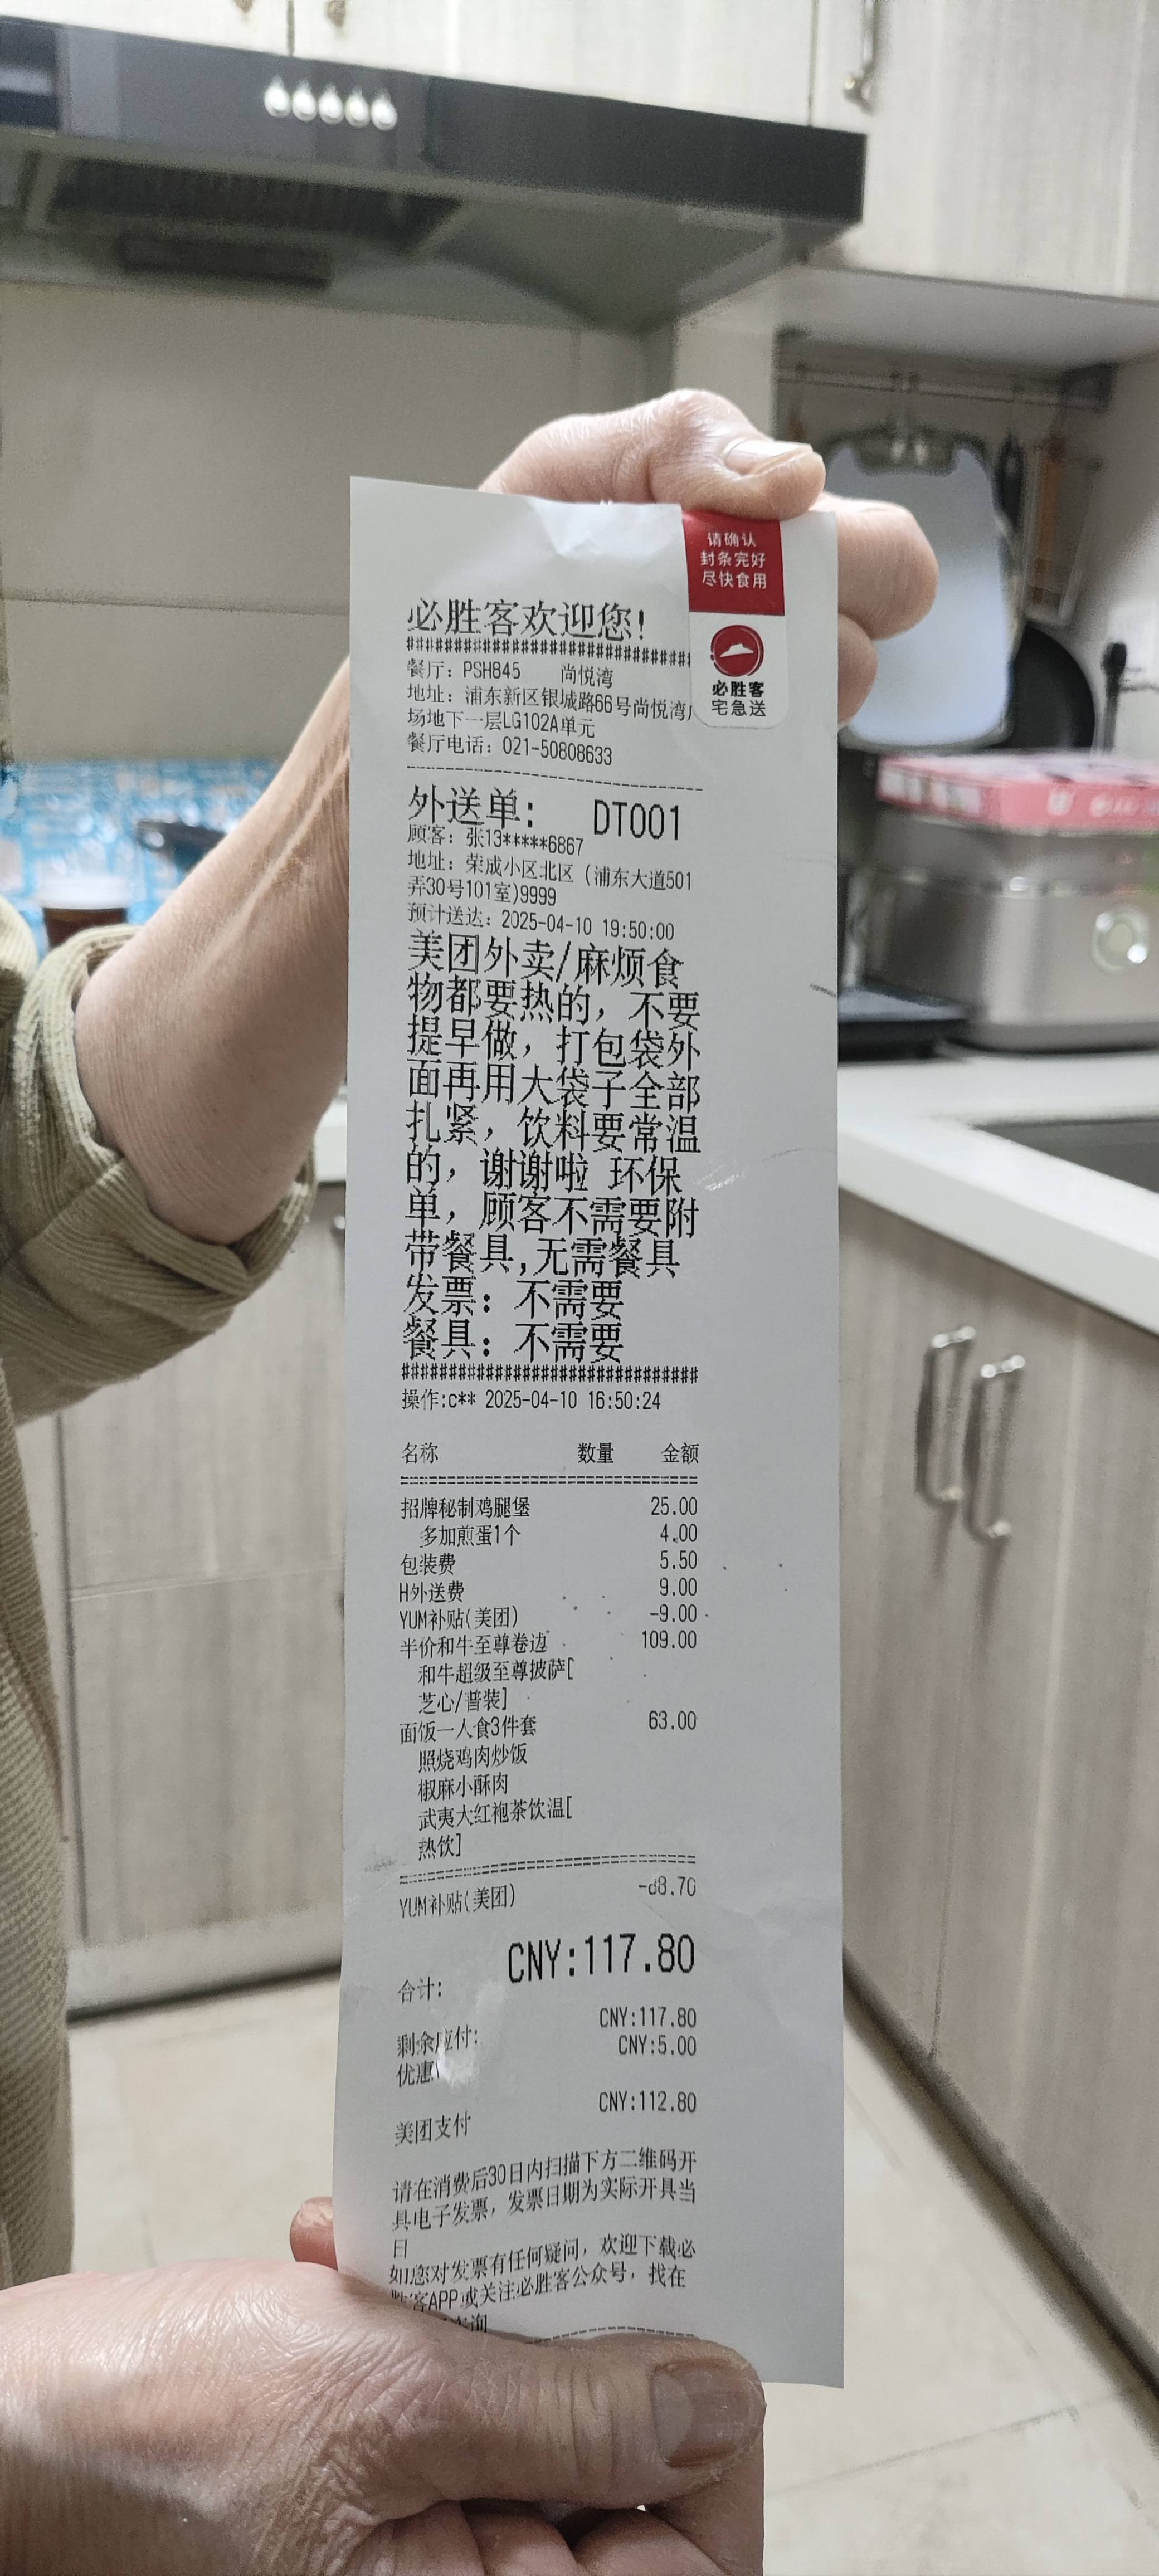 请确认
封条完好
尽快食用
必胜客
宅急送
必胜客欢迎您!
###################################
餐厅: PSH845 尚悦湾
地址: 浦东新区银城路66号尚悦湾
场地下一层LG102A单元
餐厅电话: 021-50808633
外送单: DT001
顾客: 张13*****6867
地址: 荣成小区北区 (浦东大道501
弄30号101室)9999
预计送达: 2025-04-10 19:50:00
美团外卖/麻烦食
物都要热的, 不要
提早做, 打包袋外
面再用大袋子全部
扎紧, 饮料要常温
的, 谢谢啦 环保
单, 顾客不需要附
带餐具,无需餐具
发票: 不需要
餐具: 不需要
###################################
操作:c** 2025-04-10 16:50:24
名称 数量 金额
招牌秘制鸡腿堡 25.00
多加煎蛋1个 4.00
包装费 5.50
H外送费 9.00
YUM补贴(美团) -9.00
半价和牛至尊卷边 109.00
和牛超级至尊披萨[
芝心/普装]
面饭一人食3件套 63.00
照烧鸡肉炒饭
椒麻小酥肉
武夷大红袍茶饮温[
热饮]
YUM补贴(美团) -88.70
合计: CNY:117.80
剩余应付: CNY:117.80
优惠 CNY:5.00
美团支付 CNY:112.80
请在消费后30日内扫描下方二维码开
具电子发票, 发票日期为实际开具当
日
如您对发票有任何疑问, 欢迎下载必
胜客APP或关注必胜客公众号, 找在
询